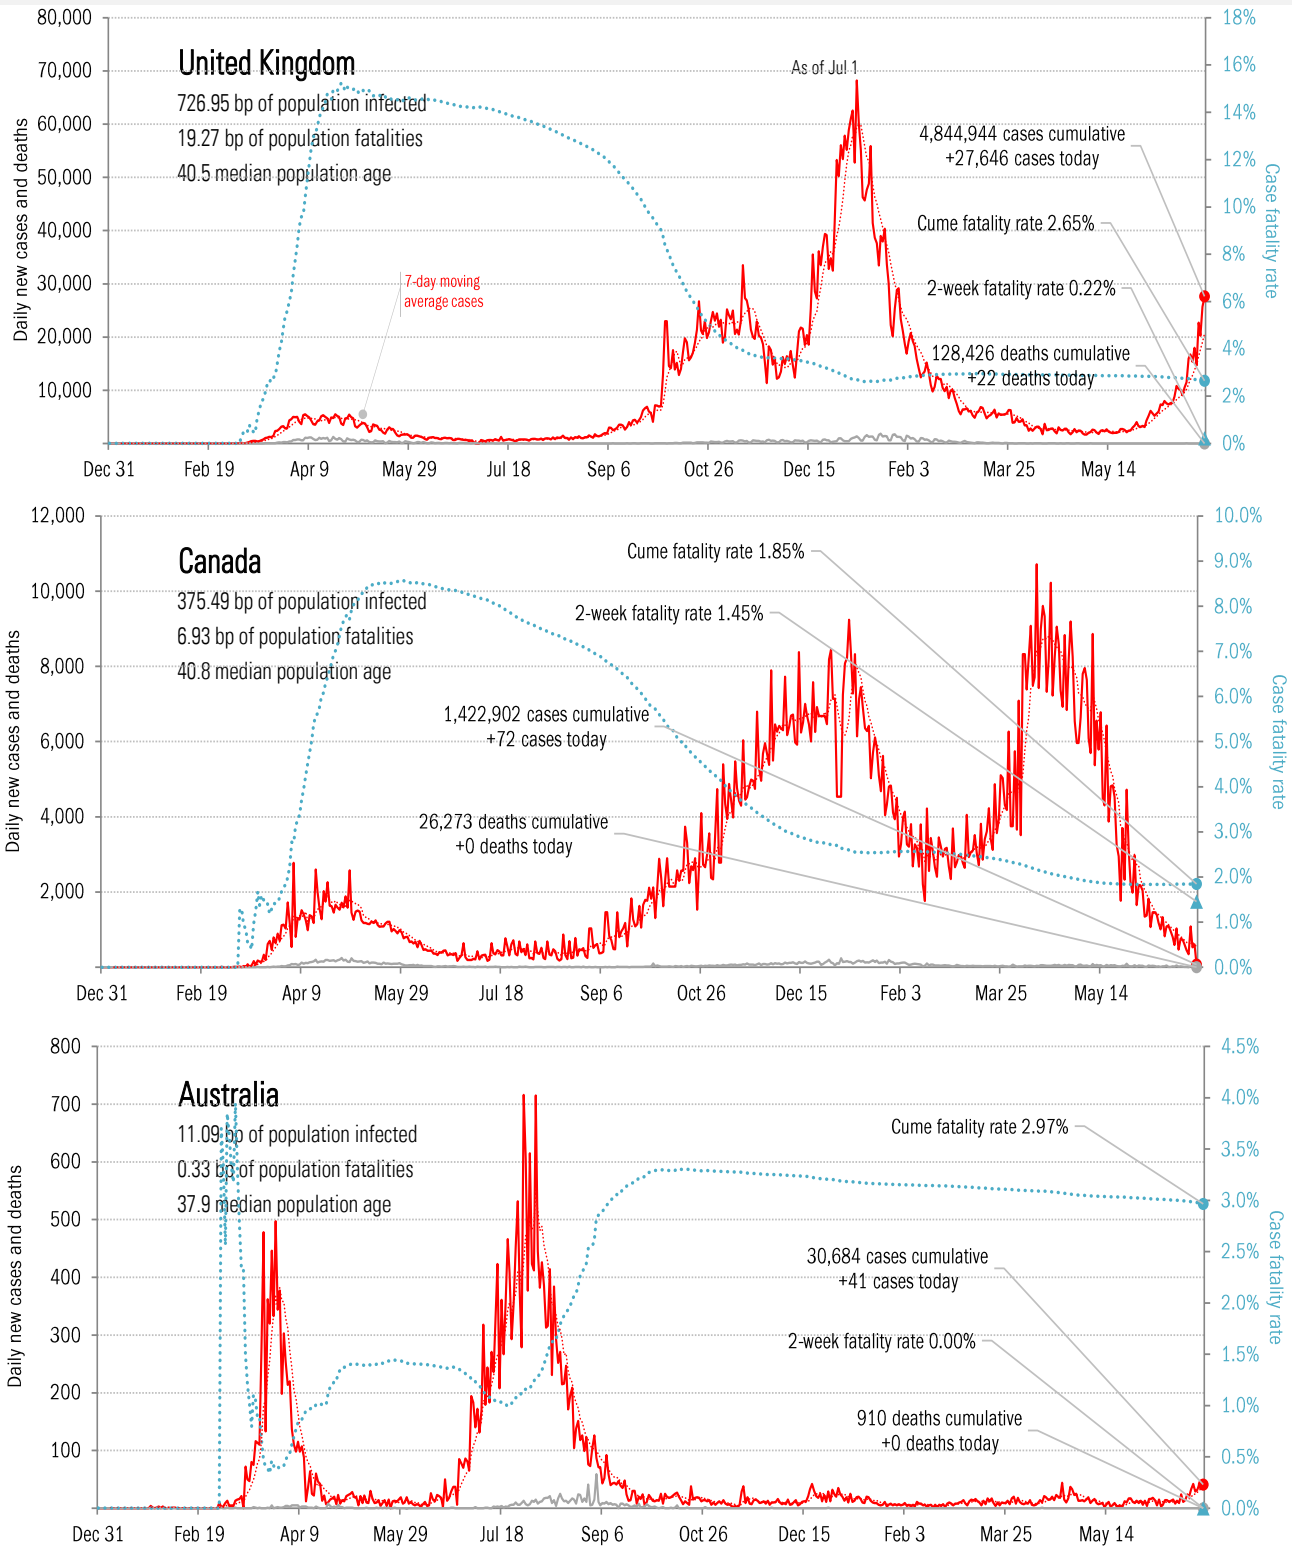 80,000
18%
United Kingdom
As of Jul 1
70,000
16%
726.95 bp of population infected
19.27 bp of population fatalities
40.5 median population age
60,000
14%
4,844,944 cases cumulative
+27,646 cases today
50,000
12%
40,000
10%
Cume fatality rate 2.65%
30,000
8%
7-day moving
average cases
2-week fatality rate 0.22%
6%
20,000
4%
128,426 deaths cumulative
+22 deaths today
10,000
2%
0%
Daily new cases and deaths
Case fatality rate
Dec 31
Feb 19
Apr 9
May 29
Jul 18
Sep 6
Oct 26
Dec 15
Feb 3
Mar 25
May 14
12,000
10.0%
Canada
Cume fatality rate 1.85%
9.0%
10,000
375.49 bp of population infected
6.93 bp of population fatalities
40.8 median population age
2-week fatality rate 1.45%
8.0%
8,000
7.0%
6.0%
1,422,902 cases cumulative
+72 cases today
6,000
5.0%
4.0%
4,000
26,273 deaths cumulative
+0 deaths today
3.0%
2,000
2.0%
1.0%
0.0%
Daily new cases and deaths
Case fatality rate
Dec 31
Feb 19
Apr 9
May 29
Jul 18
Sep 6
Oct 26
Dec 15
Feb 3
Mar 25
May 14
800
4.5%
Australia
700
4.0%
11.09 bp of population infected
0.33 bp of population fatalities
37.9 median population age
Cume fatality rate 2.97%
600
3.5%
500
3.0%
30,684 cases cumulative
+41 cases today
400
2.5%
300
2.0%
2-week fatality rate 0.00%
200
1.5%
910 deaths cumulative
+0 deaths today
100
1.0%
0.5%
0.0%
Daily new cases and deaths
Case fatality rate
Dec 31
Feb 19
Apr 9
May 29
Jul 18
Sep 6
Oct 26
Dec 15
Feb 3
Mar 25
May 14